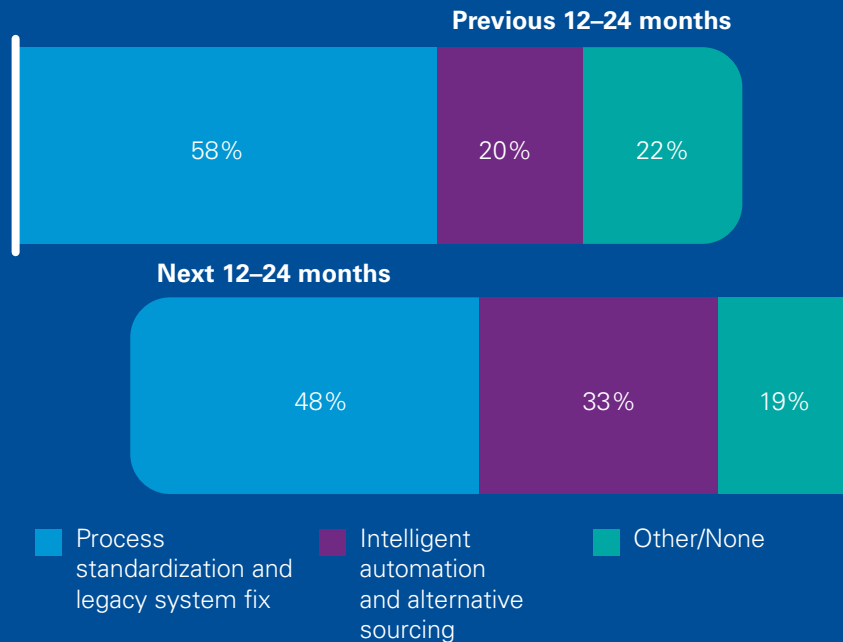 Previous 12–24 months
58%
20%
22%
Next 12–24 months
48%
33%
19%
Process
standardization and
legacy system fix
Intelligent
automation
and alternative
sourcing
Other/None